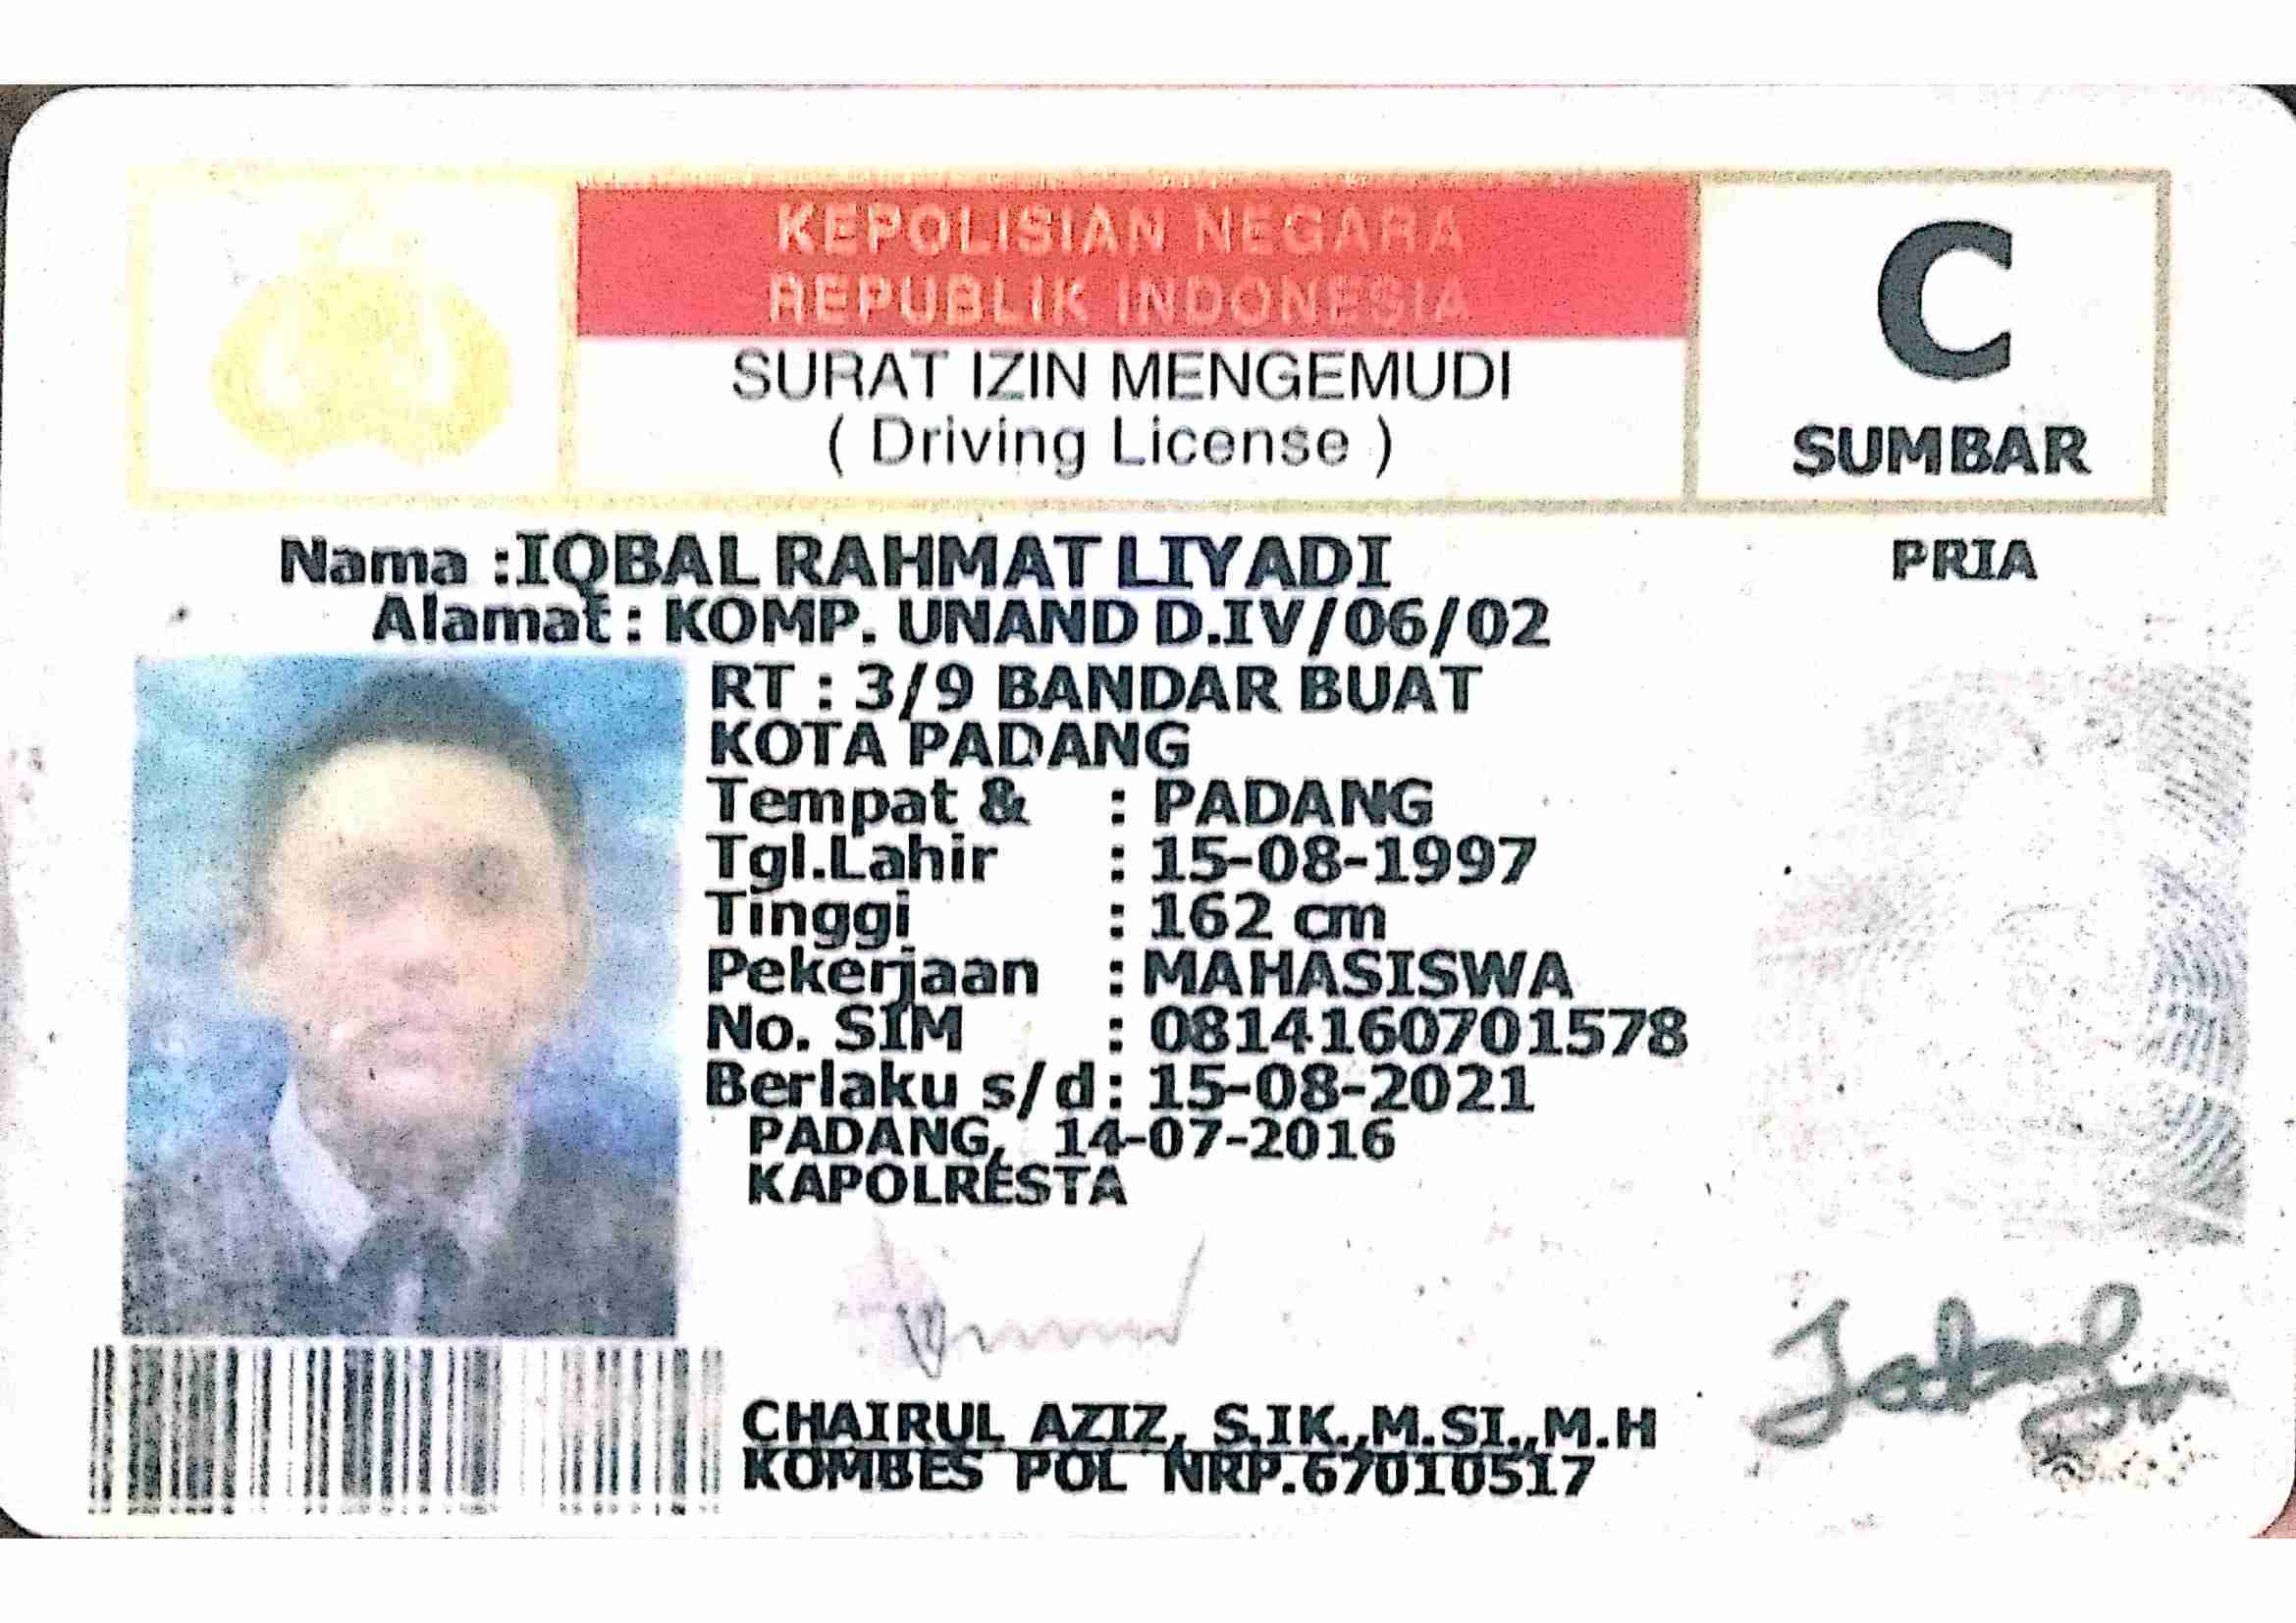 KEPOLISIAN NEGARA
REPUBLIK INDONESIA
SURAT IZIN MENGEMUDI
( Driving License )
C
SUMBAR
Nama :IQBAL RAHMAT LIYADI
PRIA
Alamat : KOMP. UNAND D.IV/06/02
RT : 3/9 BANDAR BUAT
KOTA PADANG
Tempat & : PADANG
Tgl.Lahir : 15-08-1997
Tinggi : 162 cm
Pekerjaan : MAHASISWA
No. SIM : 0814160701578
Berlaku s/d : 15-08-2021
PADANG, 14-07-2016
KAPOLRESTA
CHAIRUL AZIZ, S.IK.,M.SI.,M.H
KOMBES POL NRP.67010517